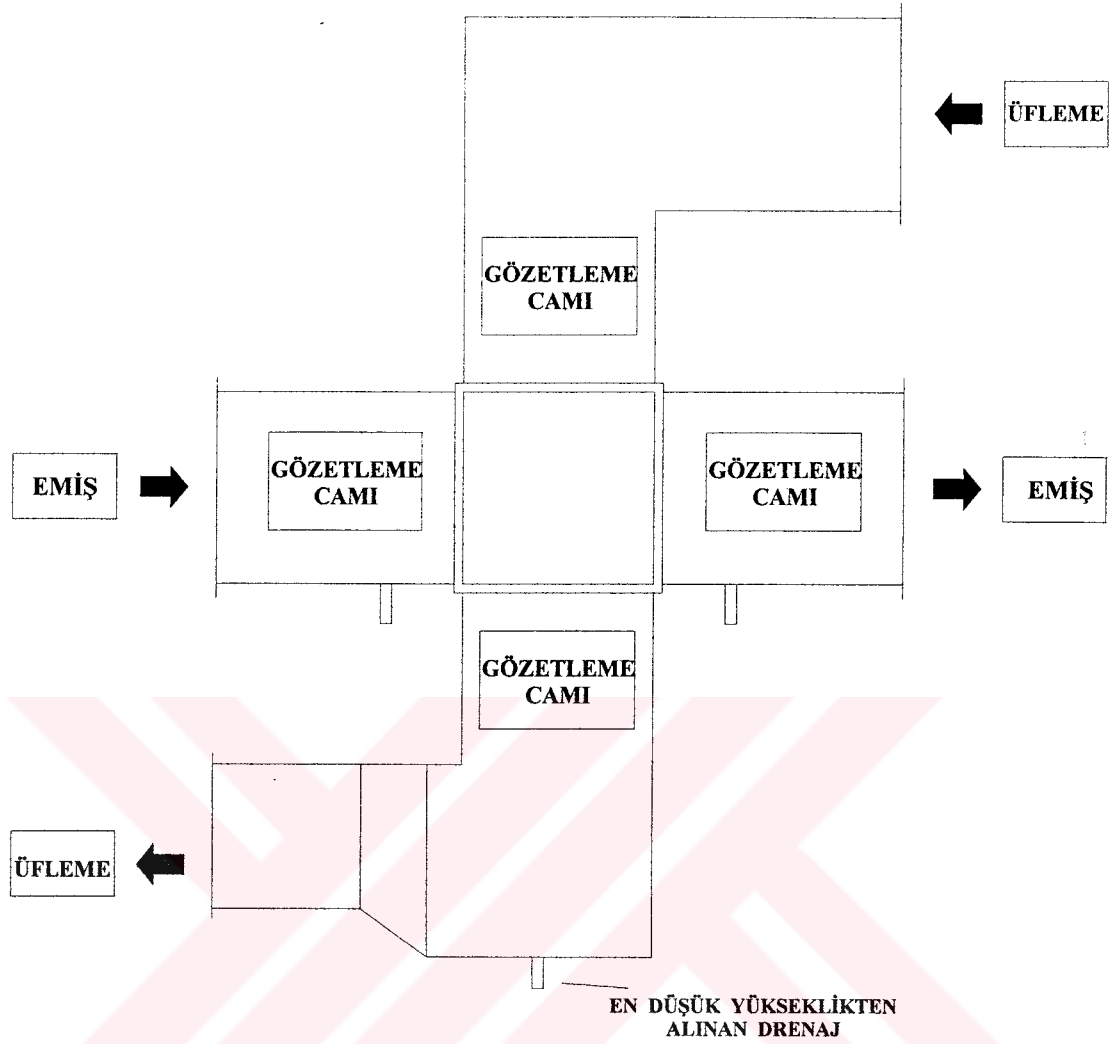 ÜFLEME
GÖZETLEME
CAMI
EMİŞ
GÖZETLEME
CAMI
GÖZETLEME
CAMI
EMİŞ
GÖZETLEME
CAMI
ÜFLEME
EN DÜŞÜK YÜKSEKLİKTEN
ALINAN DRENAJ